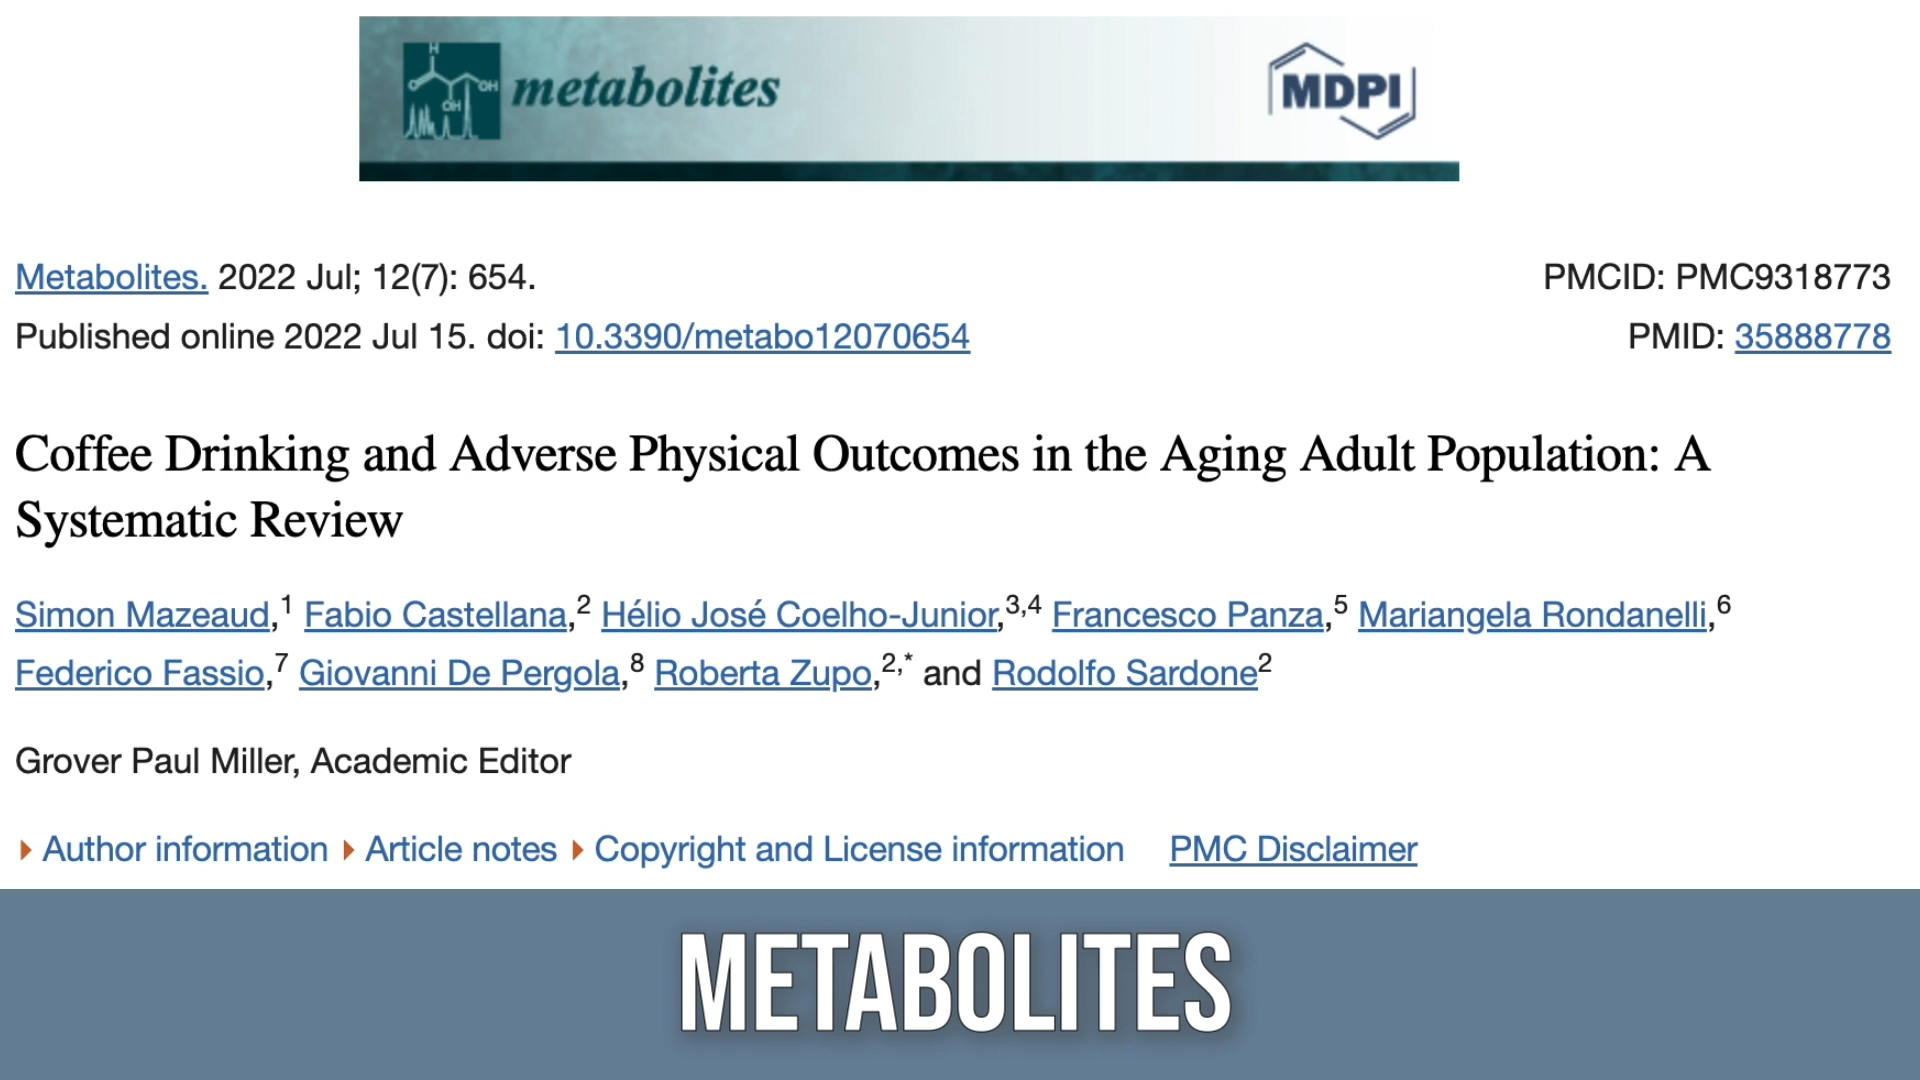 H
O OH
OH
metabolites
MDPI
Metabolites. 2022 Jul; 12(7): 654.
PMCID: PMC9318773
Published online 2022 Jul 15. doi: 10.3390/metabo12070654
PMID: 35888778
Coffee Drinking and Adverse Physical Outcomes in the Aging Adult Population: A
Systematic Review
Simon Mazeaud,1 Fabio Castellana,2 Hélio José Coelho-Junior,3,4 Francesco Panza,5 Mariangela Rondanelli,6
Federico Fassio,7 Giovanni De Pergola,8 Roberta Zupo,2,* and Rodolfo Sardone2
Grover Paul Miller, Academic Editor
Author information Article notes Copyright and License information PMC Disclaimer
METABOLITES